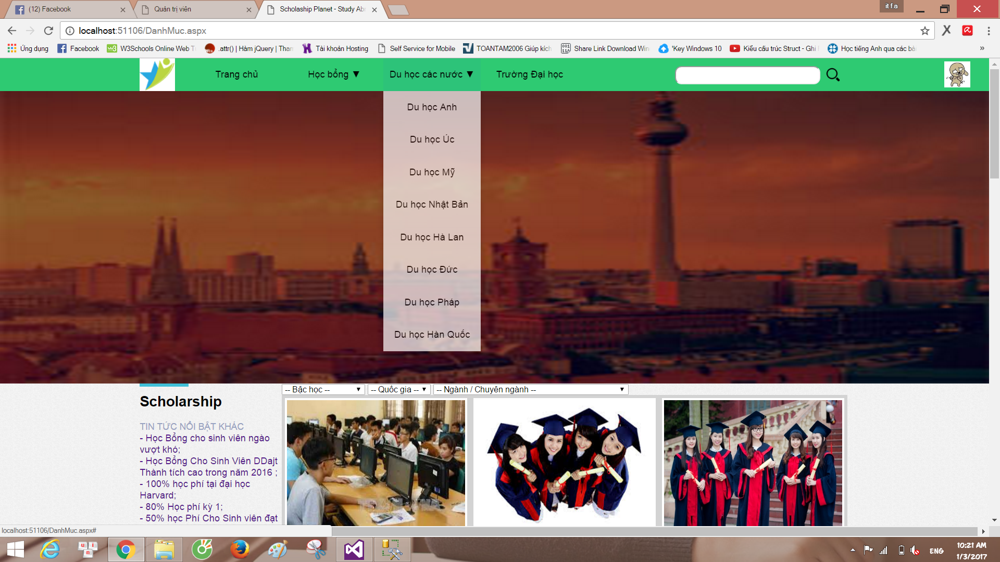 (12) Facebook
Quản trị viên
Scholaship Planet - Study Abr
it f.a
localhost:51106/DanhMuc.aspx
Ứng dụng
Facebook
W3Schools Online Web T
.attr() | Hàm jQuery | Than
Tài khoản Hosting
Self Service for Mobile
TOANTAM2006 Giúp kích
Share Link Download Win
'Key Windows 10
Kiểu cấu trúc Struct - Ghi
Học tiếng Anh qua các bà
»
Trang chủ
Học bổng ▼
Du học các nước ▼
Trường Đại học
Du học Anh
Du học Úc
Du học Mỹ
Du học Nhật Bản
Du học Hà Lan
Du học Đức
Du học Pháp
Du học Hàn Quốc
-- Bậc học --
-- Quốc gia --
-- Ngành / Chuyên ngành --
Scholarship
TIN TỨC NỔI BẬT KHÁC
- Học Bổng cho sinh viên ngào
vượt khó;
- Học Bổng Cho Sinh Viên DDajt
Thành tích cao trong năm 2016 ;
- 100% học phí tại đại học
Harvard;
- 80% Học phí kỳ 1;
- 50% học Phí Cho Sinh viên đạt
localhost:51106/DanhMuc.aspx#
ENG
10:21 AM
1/3/2017